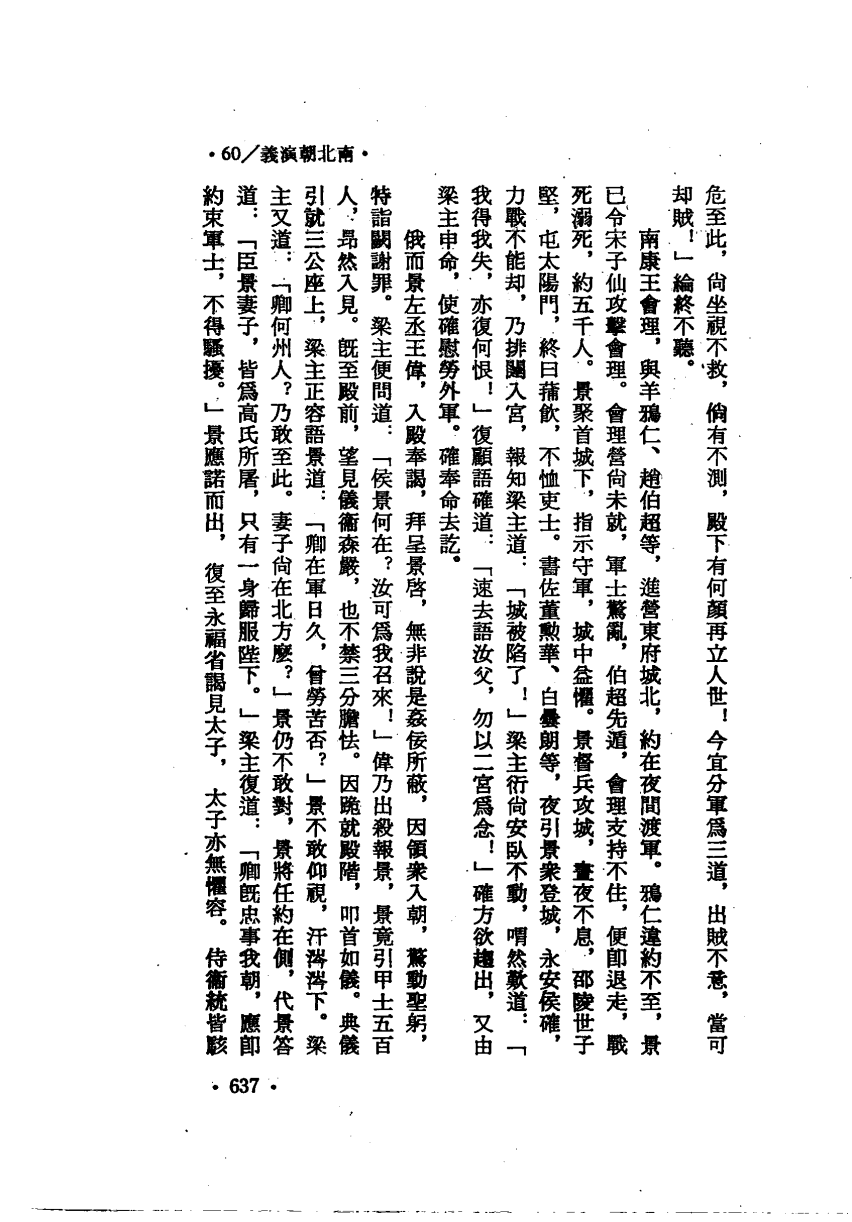 ·60/義演朝北南·
危至此，尙坐視不救，倘有不測，殿下有何顏再立人世！今宜分軍爲三道，出賊不意，當可
却賊！」綸終不聽。
南康王會理，與羊鴉仁、趙伯超等，進營東府城北，約在夜間渡軍。鴉仁違約不至，景
已令宋子仙攻擊會理。會理營尙未就，軍士驚亂，伯超先遁，會理支持不住，便卽退走，戰
死溺死，約五千人。景聚首城下，指示守軍，城中益懼。景督兵攻城，晝夜不息，邵陵世子
堅，屯太陽門，終日蒱飲，不恤吏士。書佐董勲華、白曇朗等，夜引景衆登城，永安侯確，
力戰不能却，乃排闥入宮，報知梁主道：「城被陷了！」梁主衍尙安臥不動，喟然歎道：「
我得我失，亦復何恨！」復顧語確道：「速去語汝父，勿以二宮爲念！」確方欲趨出，又由
梁主申命，使確慰勞外軍。確奉命去訖。
俄而景左丞王偉，入殿奉謁，拜呈景啓，無非說是姦佞所蔽，因領衆入朝，驚動聖躬，
特詣闕謝罪。梁主便問道：「侯景何在？汝可爲我召來！」偉乃出殺報景，景竟引甲士五百
人，昂然入見。旣至殿前，望見儀衞森嚴，也不禁三分膽怯。因跪就殿階，叩首如儀。典儀
引就三公座上，梁主正容語景道：「卿在軍日久，曾勞苦否？」景不敢仰視，汗涔涔下。梁
主又道：「卿何州人？乃敢至此。妻子尙在北方麼？」景仍不敢對，景將任約在側，代景答
道：「臣景妻子，皆爲高氏所屠，只有一身歸服陛下。」梁主復道：「卿旣忠事我朝，應卽
約束軍士，不得騷擾。」景應諾而出，復至永福省謁見太子，太子亦無懼容。侍衞統皆駭
·637·